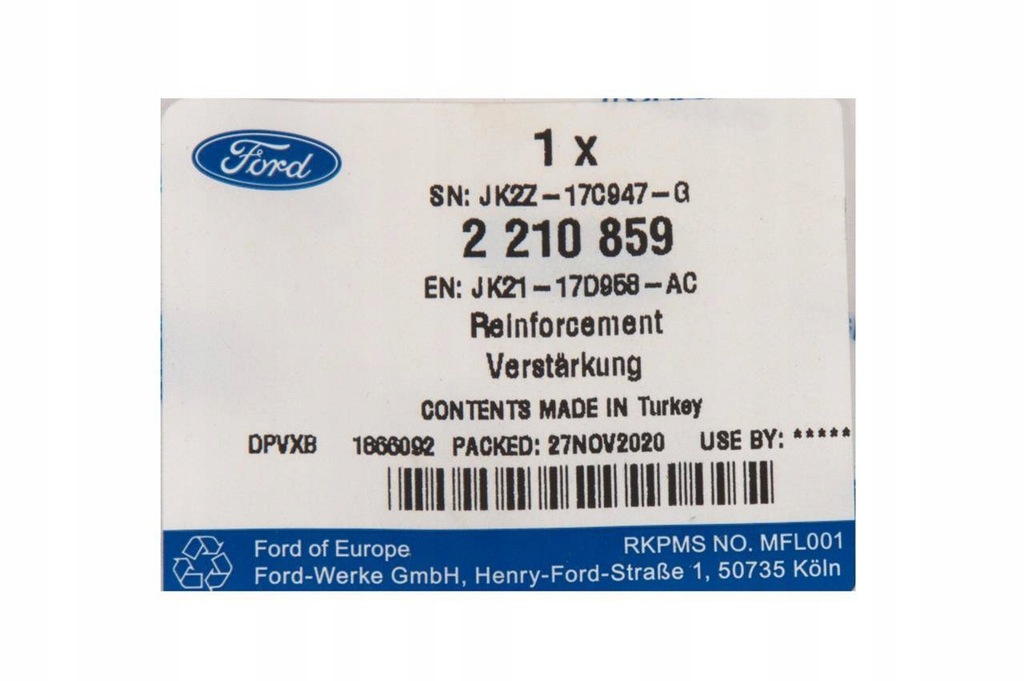 Ford
1 x
SN: JK2Z-17C947-G
2 210 859
EN: JK21-17D958-AC
Reinforcement
Verstärkung
CONTENTS MADE IN Turkey
DPVXB 1866092 PACKED: 27NOV2020 USE BY: *****
Ford of Europe RKPMS NO. MFL001
Ford-Werke GmbH, Henry-Ford-Straße 1, 50735 Köln